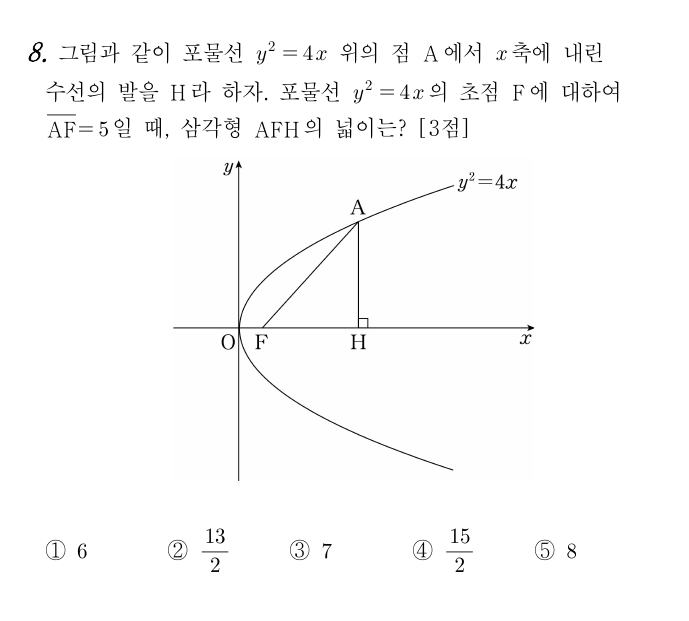 8. 그림과 같이 포물선 y² = 4x 위의 점 A에서 x축에 내린
수선의 발을 H라 하자. 포물선 y² = 4x의 초점 F에 대하여
A̅F̅ = 5일 때, 삼각형 AFH의 넓이는? [3점]
y
y² = 4x
A
O F H x
① 6 ② 13/2 ③ 7 ④ 15/2 ⑤ 8